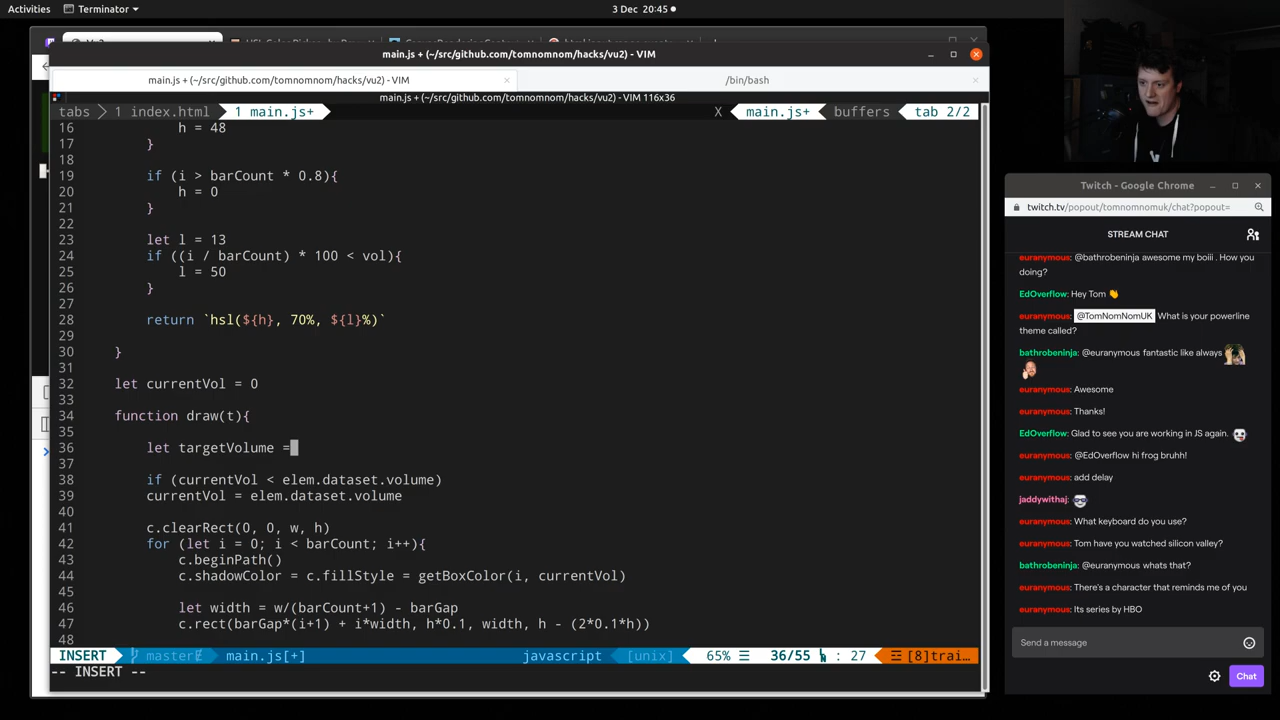 Activities
Terminator
3 Dec 20:45
main.js + (~/src/github.com/tomnomnom/hacks/vu2) - VIM
main.js + (~/src/github.com/tomnomnom/hacks/vu2) - VIM
/bin/bash
main.js + (~/src/github.com/tomnomnom/hacks/vu2) - VIM 116x36
tabs 1 index.html 1 main.js+ X main.js+ buffers tab 2/2
16 h = 48
17 }
18
19 if (i > barCount * 0.8){
20 h = 0
21 }
22
23 let l = 13
24 if ((i / barCount) * 100 < vol){
25 l = 50
26 }
27
28 return `hsl(${h}, 70%, ${l}%)`
29
30 }
31
32 let currentVol = 0
33
34 function draw(t){
35
36 let targetVolume =
37
38 if (currentVol < elem.dataset.volume)
39 currentVol = elem.dataset.volume
40
41 c.clearRect(0, 0, w, h)
42 for (let i = 0; i < barCount; i++){
43 c.beginPath()
44 c.shadowColor = c.fillStyle = getBoxColor(i, currentVol)
45
46 let width = w/(barCount+1) - barGap
47 c.rect(barGap*(i+1) + i*width, h*0.1, width, h - (2*0.1*h))
48
INSERT master main.js[+] javascript [unix] 65% 36/55 : 27 [8]trai...
-- INSERT --
Twitch - Google Chrome
twitch.tv/popout/tomnomnomuk/chat?popout=
STREAM CHAT
euranymous: @bathrobeninja awesome my boiii . How you
doing?
EdOverflow: Hey Tom
euranymous: @TomNomNomUK What is your powerline
theme called?
bathrobeninja: @euranymous fantastic like always
euranymous: Awesome
euranymous: Thanks!
EdOverflow: Glad to see you are working in JS again.
euranymous: @EdOverflow hi frog bruhh!
euranymous: add delay
jaddywithaj:
euranymous: What keyboard do you use?
euranymous: Tom have you watched silicon valley?
bathrobeninja: @euranymous whats that?
euranymous: There's a character that reminds me of you
euranymous: Its series by HBO
Send a message
Chat